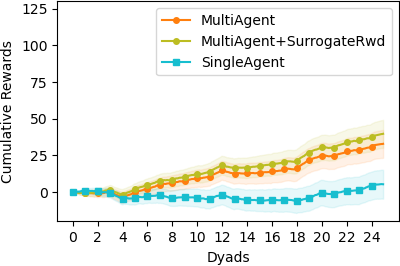 Cumulative Rewards
125
100
75
50
25
0
MultiAgent
MultiAgent+SurrogateRwd
SingleAgent
0 2 4 6 8 10 12 14 16 18 20 22 24
Dyads